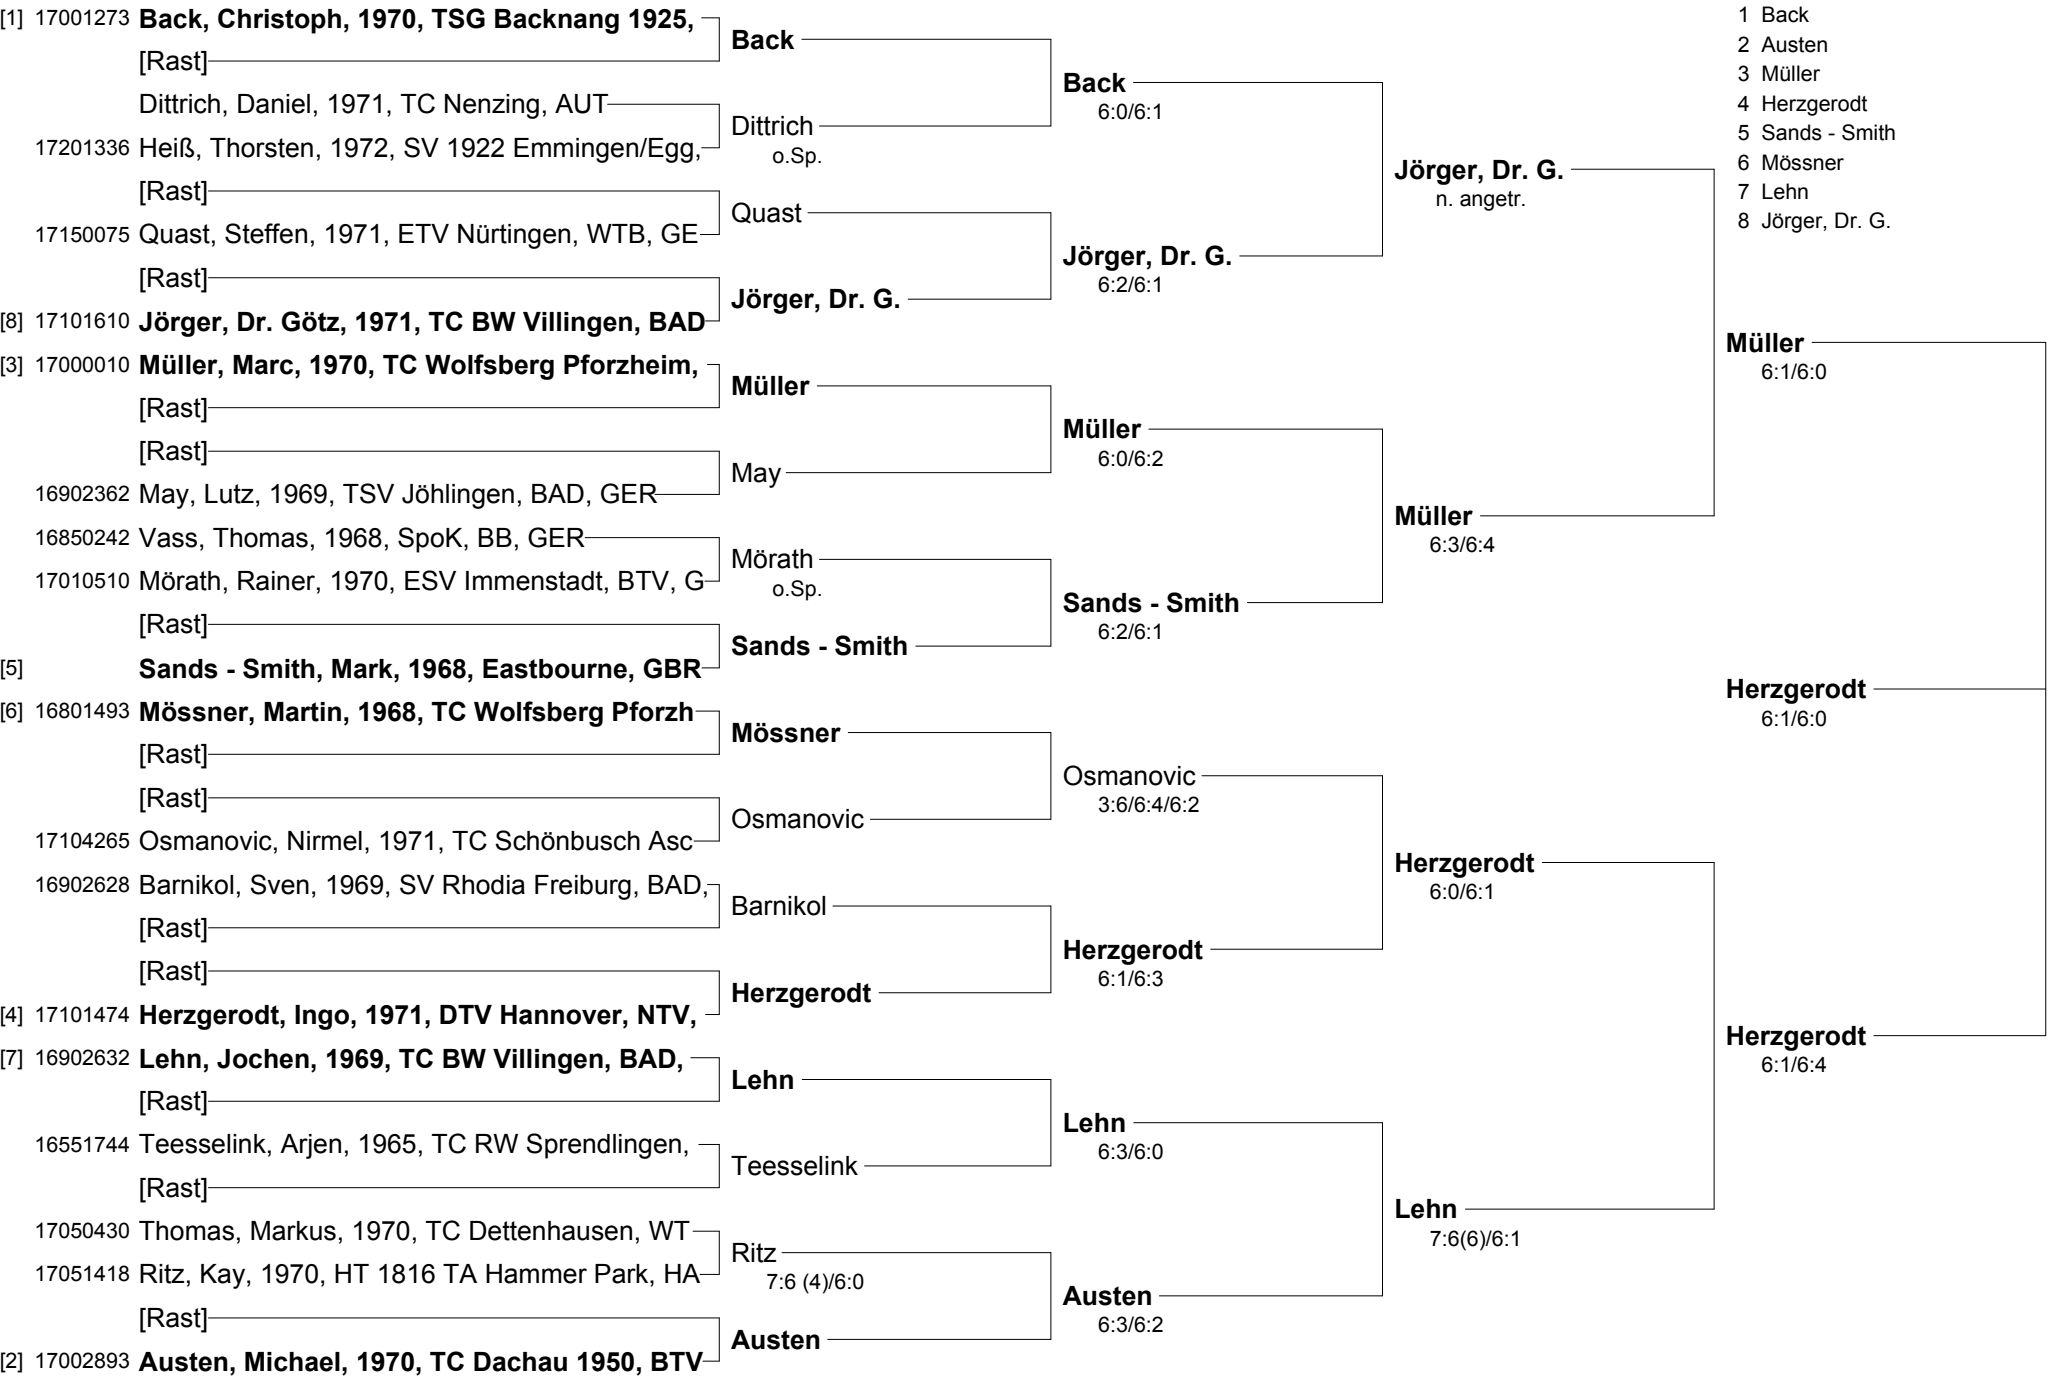 [1] 17001273 Back, Christoph, 1970, TSG Backnang 1925,
[Rast]
Dittrich, Daniel, 1971, TC Nenzing, AUT
17201336 Heiß, Thorsten, 1972, SV 1922 Emmingen/Egg,
[Rast]
17150075 Quast, Steffen, 1971, ETV Nürtingen, WTB, GE
[Rast]
[8] 17101610 Jörger, Dr. Götz, 1971, TC BW Villingen, BAD
[3] 17000010 Müller, Marc, 1970, TC Wolfsberg Pforzheim,
[Rast]
[Rast]
16902362 May, Lutz, 1969, TSV Jöhlingen, BAD, GER
16850242 Vass, Thomas, 1968, SpoK, BB, GER
17010510 Mörath, Rainer, 1970, ESV Immenstadt, BTV, G
[Rast]
[5] Sands - Smith, Mark, 1968, Eastbourne, GBR
[6] 16801493 Mössner, Martin, 1968, TC Wolfsberg Pforzh
[Rast]
[Rast]
17104265 Osmanovic, Nirmel, 1971, TC Schönbusch Asc
16902628 Barnikol, Sven, 1969, SV Rhodia Freiburg, BAD,
[Rast]
[Rast]
[4] 17101474 Herzgerodt, Ingo, 1971, DTV Hannover, NTV,
[7] 16902632 Lehn, Jochen, 1969, TC BW Villingen, BAD,
[Rast]
16551744 Teesselink, Arjen, 1965, TC RW Sprendlingen,
[Rast]
17050430 Thomas, Markus, 1970, TC Dettenhausen, WT
17051418 Ritz, Kay, 1970, HT 1816 TA Hammer Park, HA
[Rast]
[2] 17002893 Austen, Michael, 1970, TC Dachau 1950, BTV
Back
Dittrich
o.Sp.
Quast
Jörger, Dr. G.
Müller
May
Mörath
o.Sp.
Sands - Smith
Mössner
Osmanovic
Barnikol
Herzgerodt
Lehn
Teesselink
Ritz
7:6 (4)/6:0
Austen
Back
6:0/6:1
Jörger, Dr. G.
6:2/6:1
Müller
6:0/6:2
Sands - Smith
6:2/6:1
Osmanovic
3:6/6:4/6:2
Herzgerodt
6:1/6:3
Lehn
6:3/6:0
Austen
6:3/6:2
Jörger, Dr. G.
n. angetr.
Müller
6:3/6:4
Herzgerodt
6:0/6:1
Lehn
7:6(6)/6:1
Müller
6:1/6:0
Herzgerodt
6:1/6:0
Herzgerodt
6:1/6:4
1 Back
2 Austen
3 Müller
4 Herzgerodt
5 Sands - Smith
6 Mössner
7 Lehn
8 Jörger, Dr. G.